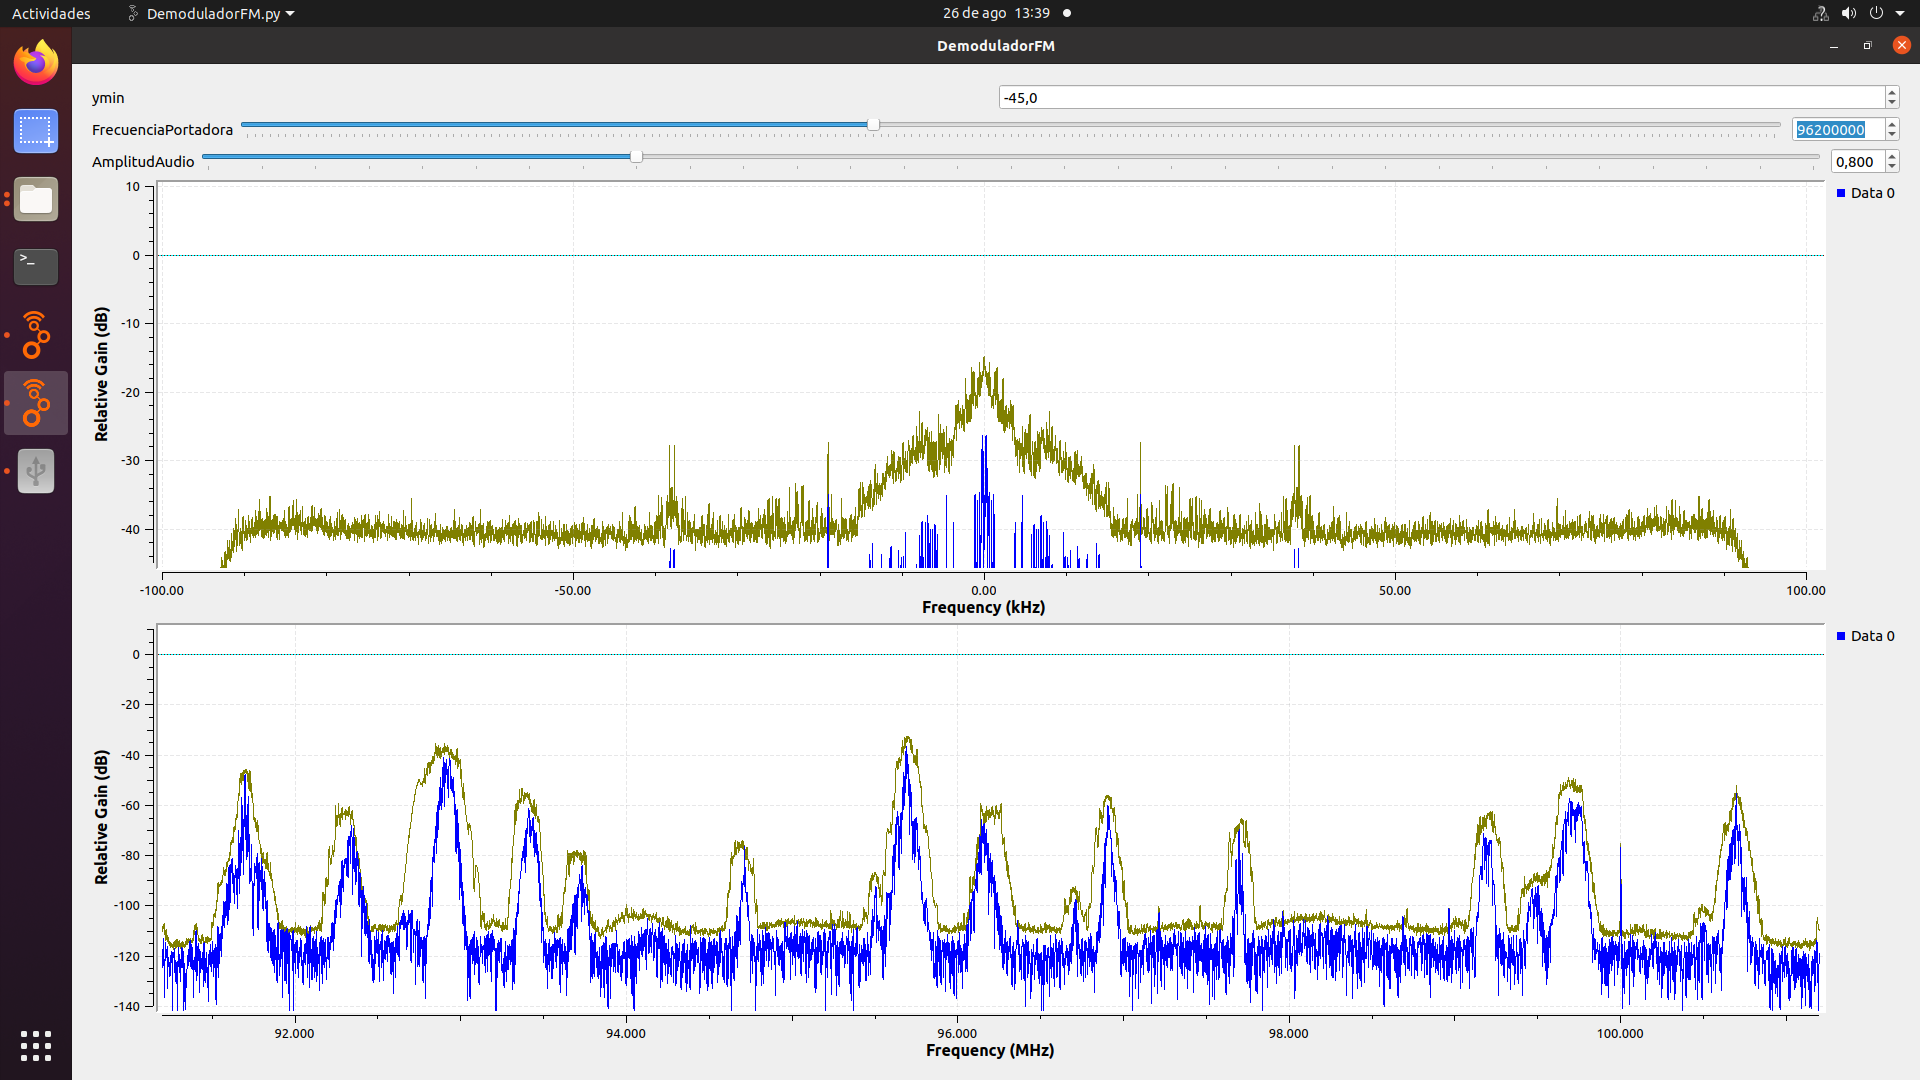 Actividades DemoduladorFM.py 26 de ago 13:39
DemoduladorFM
ymin -45,0
FrecuenciaPortadora 96200000
AmplitudAudio 0,800
10
0
-10
-20
-30
-40
Relative Gain (dB)
Data 0
-100.00 -50.00 0.00 50.00 100.00
Frequency (kHz)
0
-20
-40
-60
-80
-100
-120
-140
Relative Gain (dB)
Data 0
92.000 94.000 96.000 98.000 100.000
Frequency (MHz)